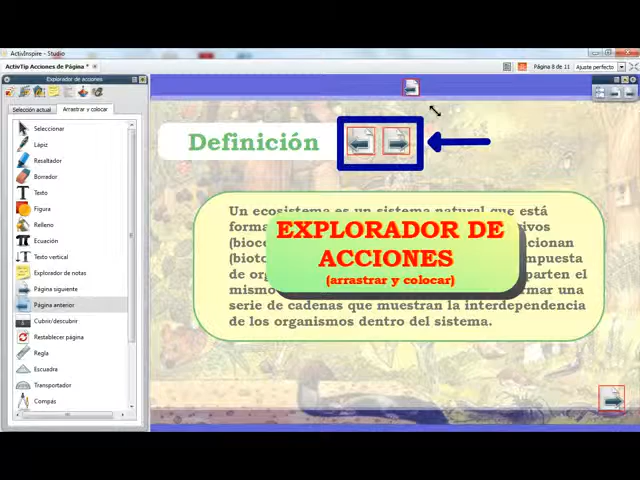 ActivInspire - Studio
ActivTip Acciones de Página *
Página 8 de 11
Ajuste perfecto
Explorador de acciones
Selección actual
Arrastrar y colocar
Seleccionar
Lápiz
Resaltador
Borrador
Texto
Figura
Relleno
Ecuación
Texto vertical
Explorador de notas
Página siguiente
Página anterior
Cubrir/descubrir
Restablecer página
Regla
Escuadra
Transportador
Compás
Definición
Un ecosistema es un sistema natural que está
forma
(bioce
(bioto
de org
mismo
serie de cadenas que muestran la interdependencia
de los organismos dentro del sistema.
EXPLORADOR DE
ACCIONES
(arrastrar y colocar)